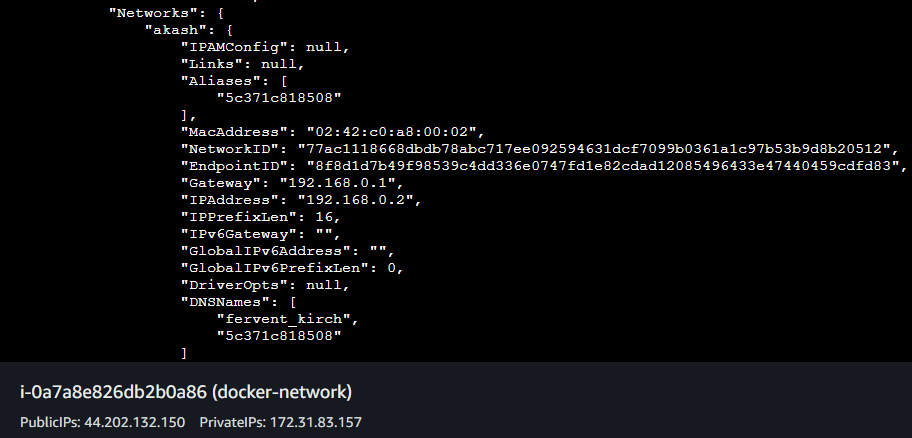 "Networks": {
"akash": {
"IPAMConfig": null,
"Links": null,
"Aliases": [
"5c371c818508"
],
"MacAddress": "02:42:c0:a8:00:02",
"NetworkID": "77ac1118668dbdb78abc717ee092594631dcf7099b0361a1c97b53b9d8b20512",
"EndpointID": "8f8d1d7b49f98539c4dd336e0747fd1e82cdad12085496433e47440459cdfd83",
"Gateway": "192.168.0.1",
"IPAddress": "192.168.0.2",
"IPPrefixLen": 16,
"IPv6Gateway": "",
"GlobalIPv6Address": "",
"GlobalIPv6PrefixLen": 0,
"DriverOpts": null,
"DNSNames": [
"fervent_kirch",
"5c371c818508"
]
i-0a7a8e826db2b0a86 (docker-network)
PublicIPs: 44.202.132.150 PrivateIPs: 172.31.83.157